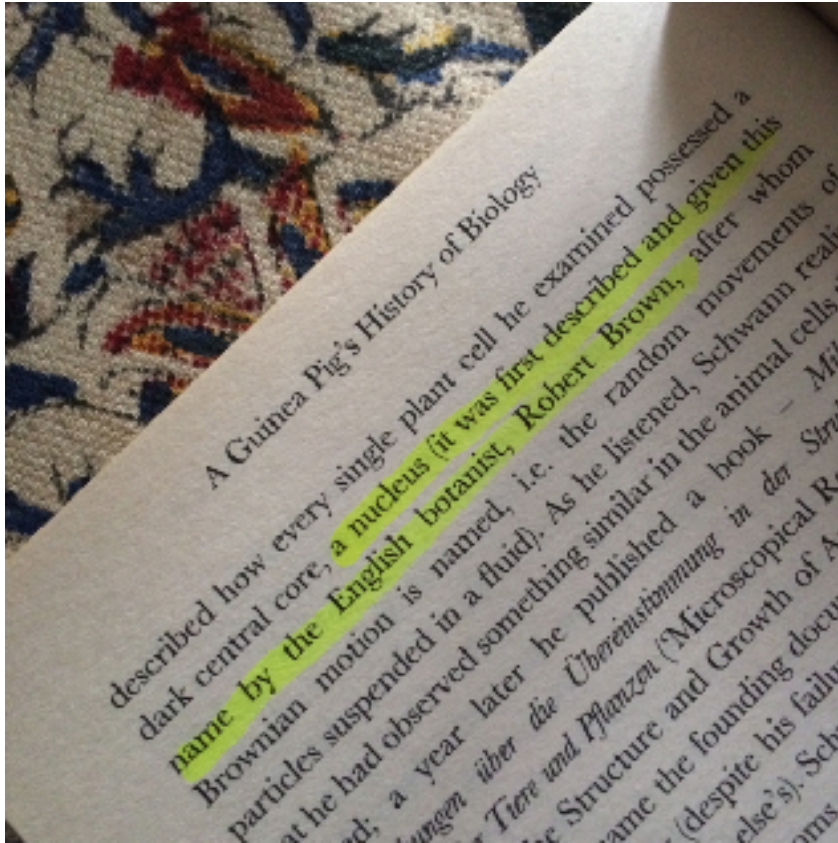 A Guinea Pig's History of Biology
described how every single plant cell he examined possessed a
dark central core, a nucleus (it was first described and given this
name by the English botanist, Robert Brown, after whom
Brownian motion is named, i.e. the random movements of
particles suspended in a fluid). As he listened, Schwann
at he had observed something similar in the animal cells
a year later he published a book –
über die Übereinstimmung in der
Tiere und Pflanzen ('Microscopical
Structure and Growth of
the founding
(despite his
else's).